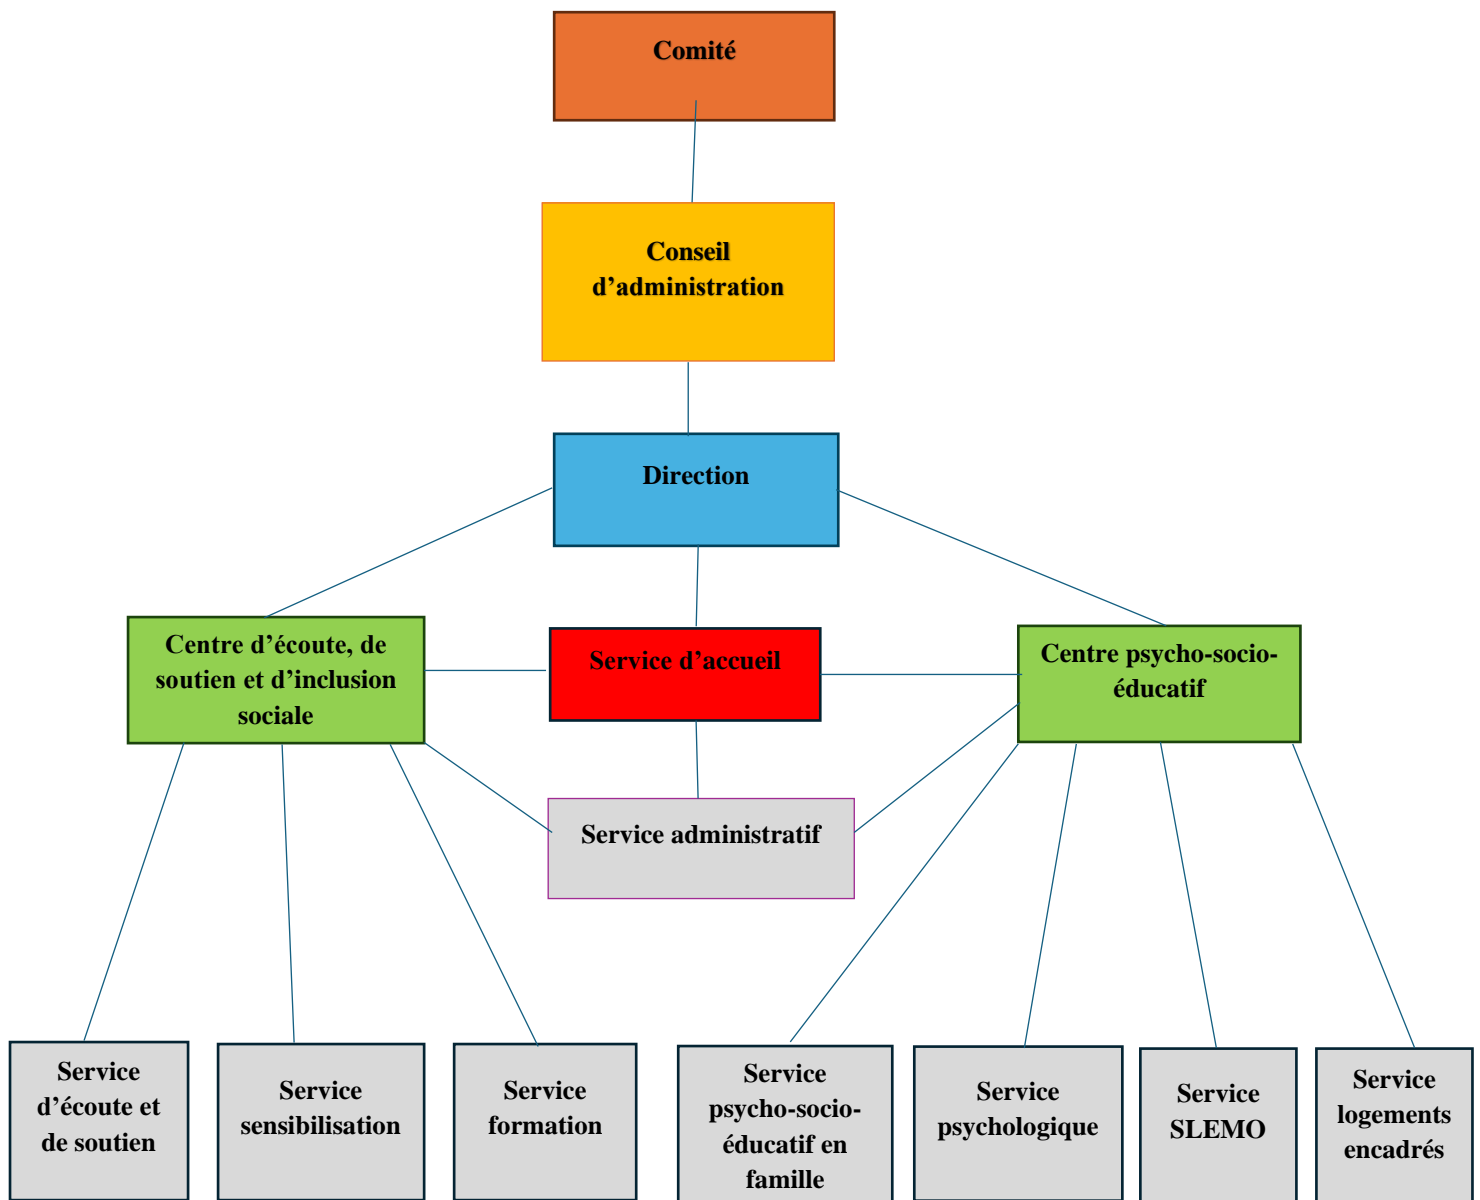 Comité
Conseil
d’administration
Direction
Centre d’écoute, de
soutien et d’inclusion
sociale
Service d’accueil
Centre psycho-socio-
éducatif
Service administratif
Service
d’écoute et
de soutien
Service
sensibilisation
Service
formation
Service
psycho-socio-
éducatif en
famille
Service
psychologique
Service
SLEMO
Service
logements
encadrés